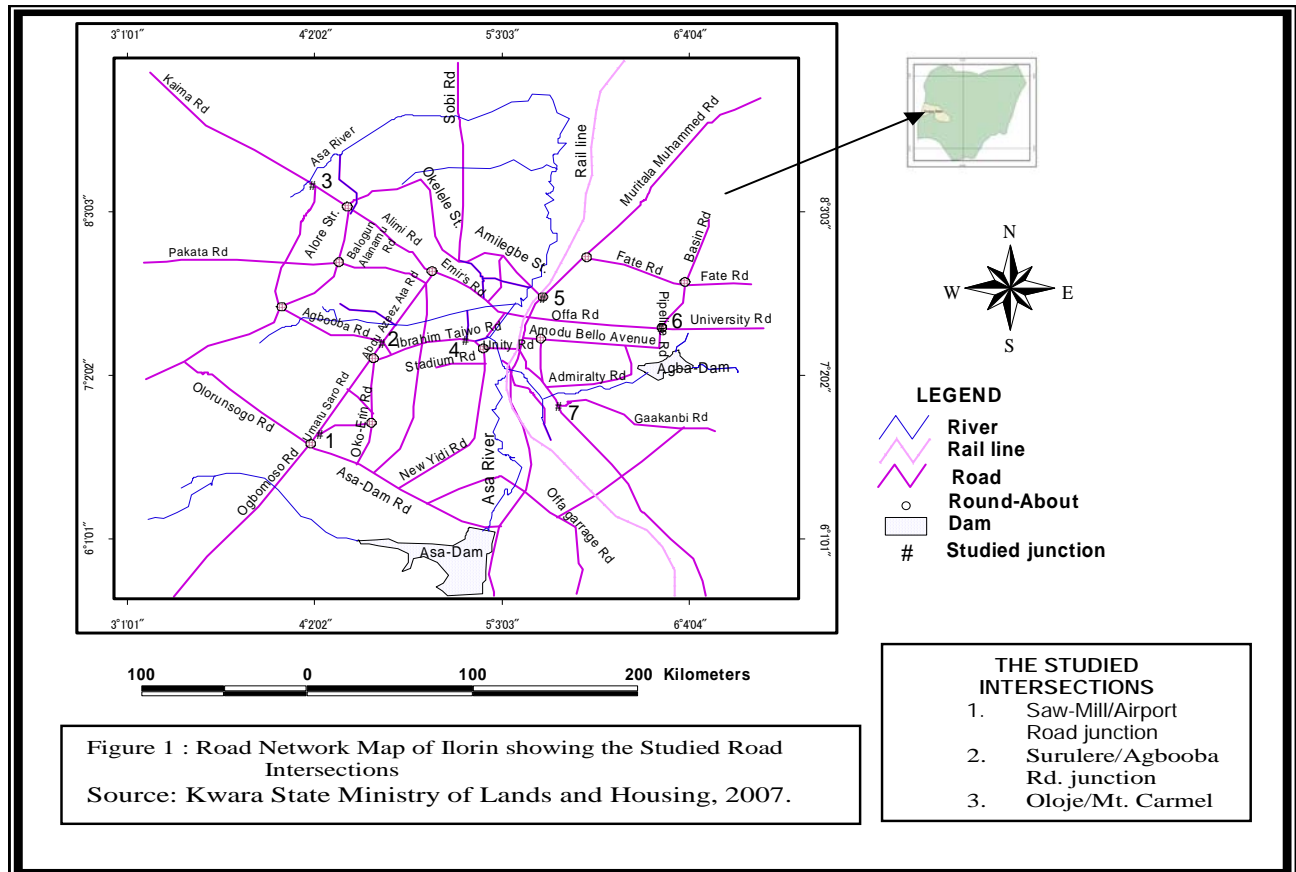 3°1'01" 4°2'02" 5°3'03" 6°4'04"
8°3'03"
7°2'02"
6°1'01"
8°3'03"
7°2'02"
6°1'01"
3°1'01" 4°2'02" 5°3'03" 6°4'04"
Kaima Rd
Sobi Rd
Rail line
Asa River
Muritala Muhammed Rd
3
Okelele St.
Alore Str.
Balogun
Alanamu
Rd
Alimi Rd
Amilegbe St.
Basin Rd
Pakata Rd
Emir's Rd
Fate Rd
Fate Rd
5
Abdu Azeez Ata Rd
Offa Rd
Pipeline Rd
6
University Rd
Agbooba Rd
2
Ibrahim Taiwo Rd
4
Unity Rd
Amodu Bello Avenue
Stadium Rd
Agba-Dam
Admiralty Rd
Olorunsogo Rd
Umaru Saro Rd
Oko-Erin Rd
7
Gaakanbi Rd
1
New Yidi Rd
Asa River
Ogbomoso Rd
Asa-Dam Rd
Offa garrage Rd
Asa-Dam
N
W E
S
LEGEND
River
Rail line
Road
Round-About
Dam
# Studied junction
100 0 100 200 Kilometers
Figure 1 : Road Network Map of Ilorin showing the Studied Road
Intersections
Source: Kwara State Ministry of Lands and Housing, 2007.
THE STUDIED
INTERSECTIONS
1. Saw-Mill/Airport
Road junction
2. Surulere/Agbooba
Rd. junction
3. Oloje/Mt. Carmel